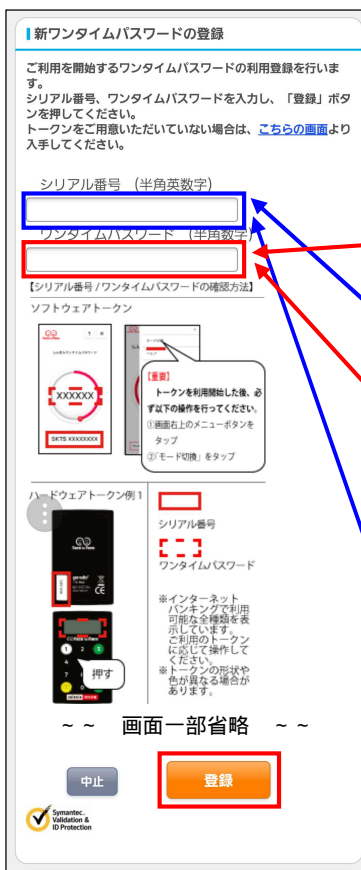 新ワンタイムパスワードの登録
ご利用を開始するワンタイムパスワードの利用登録を行いま
す。
シリアル番号、ワンタイムパスワードを入力し、「登録」ボタ
ンを押してください。
トークンをご用意いただいていない場合は、こちらの画面より
入手してください。
シリアル番号 (半角英数字)
ワンタイムパスワード (半角数字)
【シリアル番号/ワンタイムパスワードの確認方法】
ソフトウェアトークン
XXXXXX
SKTS XXXXXXXX
【重要】
トークンを利用開始した後、必
ず以下の操作を行ってください。
①画面右上のメニューボタンを
タップ
②「モード切換」をタップ
ハードウェアトークン例1
シリアル番号
ワンタイムパスワード
※インターネット
バンキングで利用
可能な全種類を表
示しています。
ご利用のトークン
に応じて操作して
ください。
※トークンの形状や
色が異なる場合が
あります。
押す
~ ~ 画面一部省略 ~ ~
中止
登録
Symantec.
Validation &
ID Protection